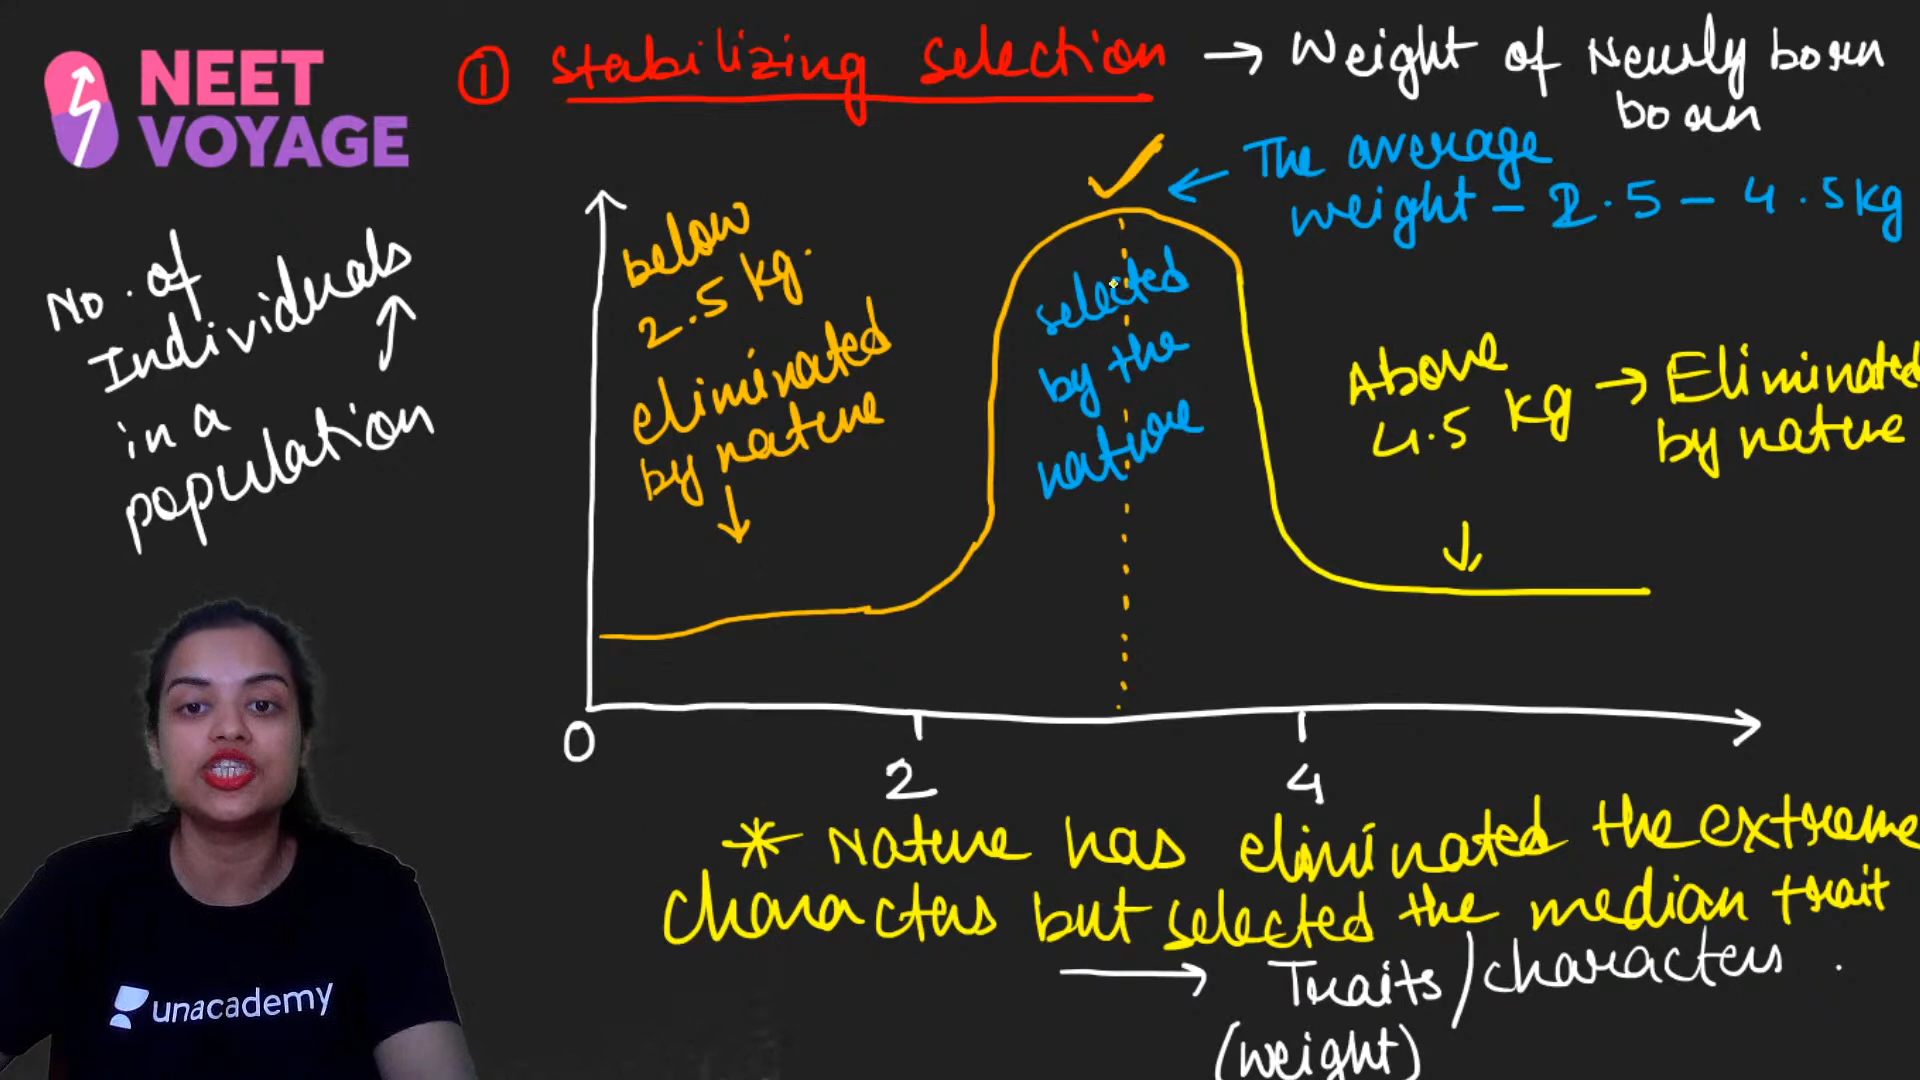 NEET
VOYAGE
① Stabilizing selection → Weight of Newly born
born
The average
weight - 2.5 - 4.5 kg
No. of
Individuals
in a
population
below
2.5 kg.
eliminated
by nature
selected
by the
nature
Above
4.5 kg → Eliminated
by nature
0
2
4
* Nature has eliminated the extreme
characters but selected the median trait
→ Traits/characters.
(weight)
unacademy